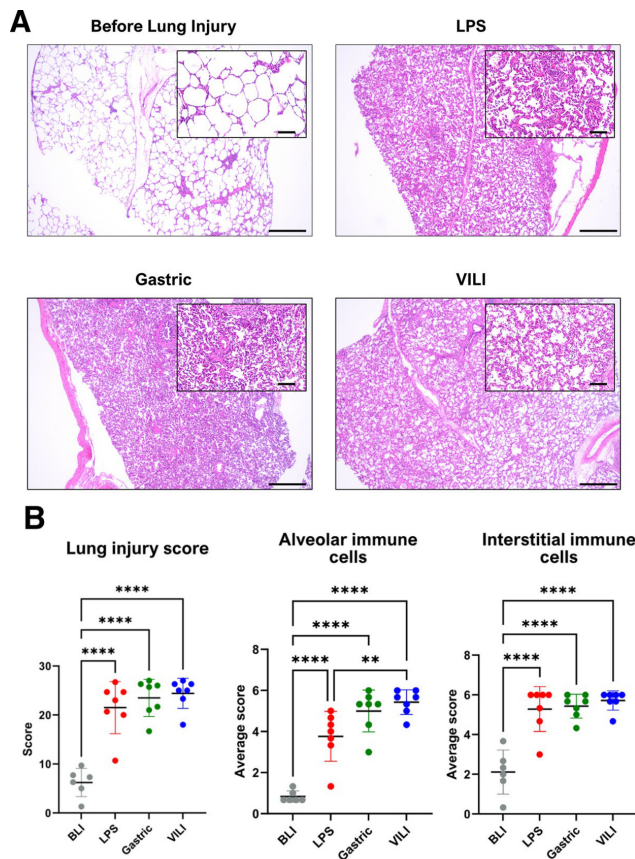 A
Before Lung Injury
LPS
Gastric
VILI
B
Lung injury score
Alveolar immune
cells
Interstitial immune
cells
****
****
****
30
20
10
0
Score
BLI
LPS
Gastric
VILI
****
****
****
**
8
6
4
2
0
Average score
BLI
LPS
Gastric
VILI
****
****
****
8
6
4
2
0
Average score
BLI
LPS
Gastric
VILI